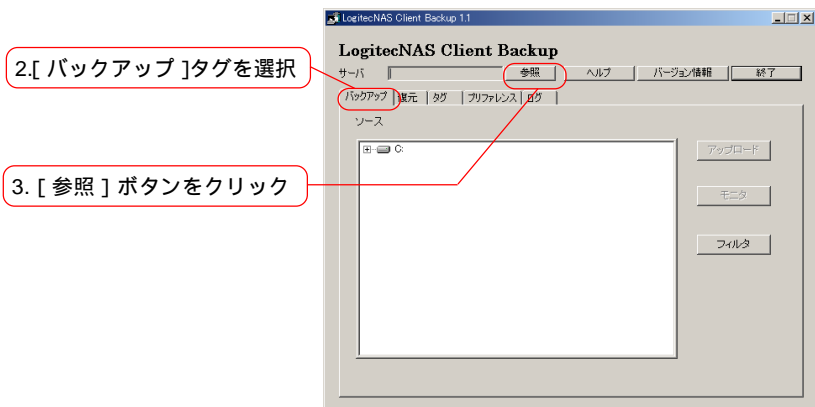 LogitecNAS Client Backup 1.1
LogitecNAS Client Backup
サーバ 参照 ヘルプ バージョン情報 終了
バックアップ 復元 タグ プリファレンス ログ
ソース
C:
アップロード
モニタ
フィルタ
2.[ バックアップ ]タグを選択
3. [ 参照 ] ボタンをクリック